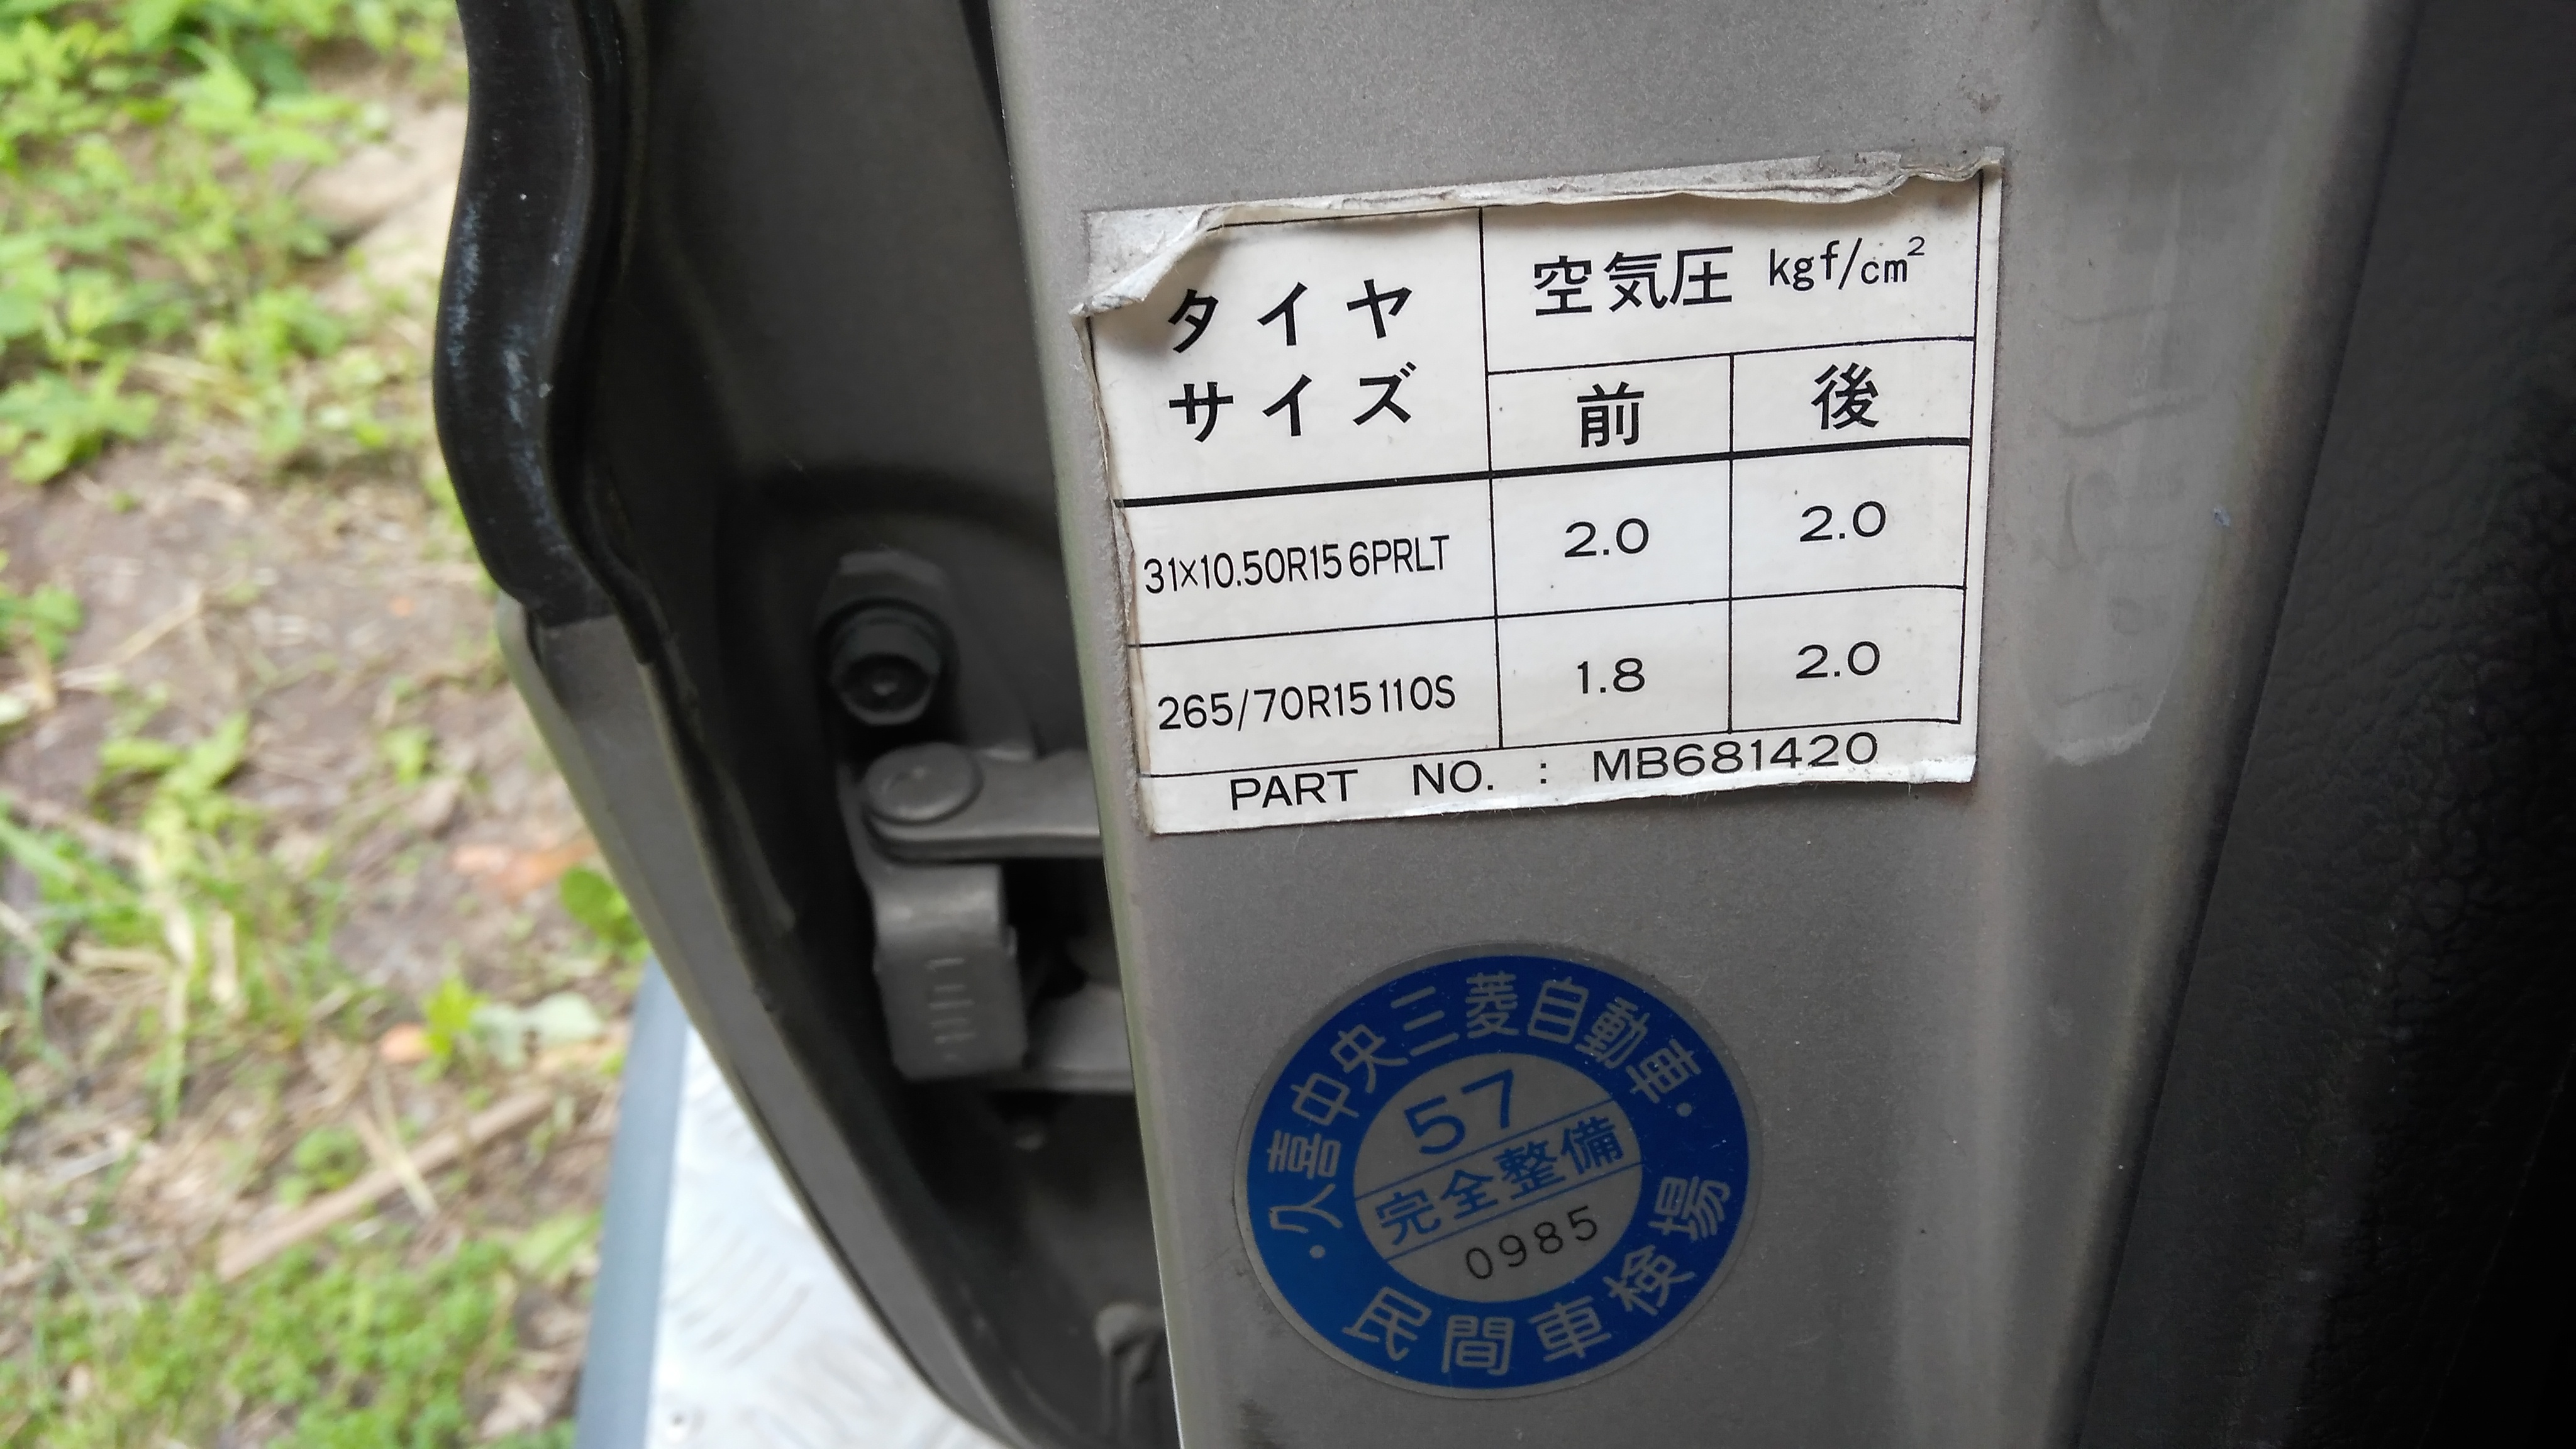 タイヤ
サイズ
空気圧 kgf/cm²
前 後
31×10.50R15 6PRLT 2.0 2.0
265/70R15 110S 1.8 2.0
PART NO. : MB681420
・久喜中央三菱自動車・
57
完全整備
0985
民間車検場